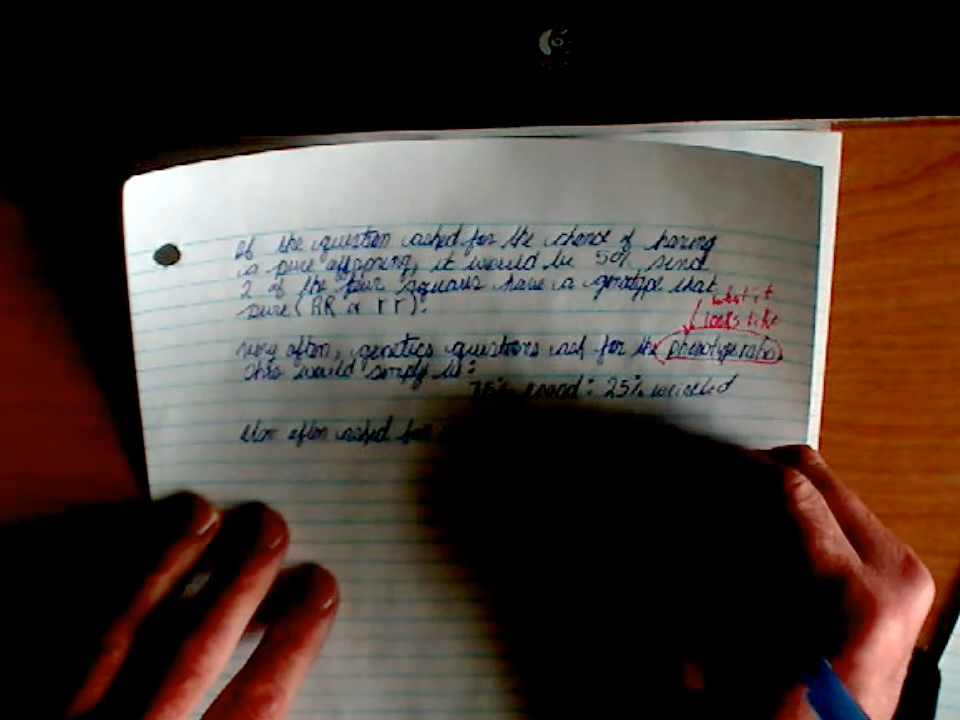 If the question asked for the chance of having
a pure offspring, it would be 50%, since
2 of the four squares have a genotype that
pure (RR or rr).
what it
looks like
Very often, genetics questions ask for the phenotype ratio
This would simply be:
75% round : 25% wrinkled
Also often asked for